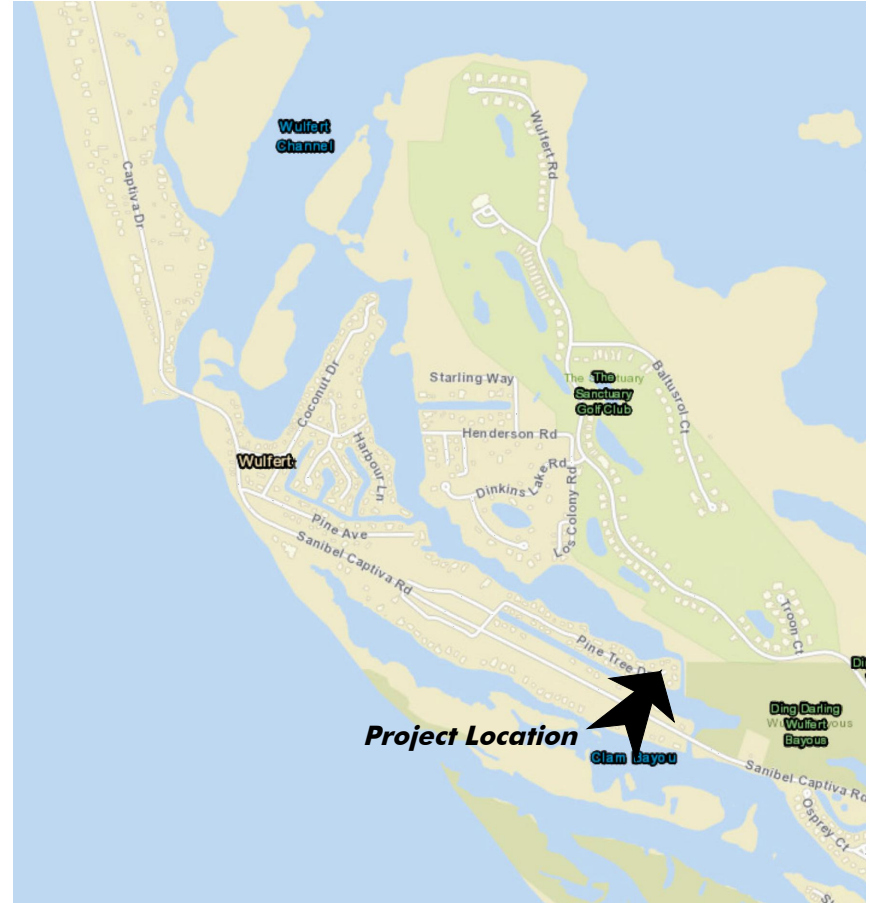 Wulfert
Channel
Wulfert Rd
Captiva Dr
Coconut Dr
Starling Way
The Sanctuary
The
Sanctuary
Golf Club
Baltusrol Ct
Henderson Rd
Harbour Ln
Wulfert
Dinkins Lake Rd
Los Colony Rd
Pine Ave
Sanibel Captiva Rd
Troon Ct
Pine Tree D
Di
Ding Darling
Wulfert
Bayous
Project Location
Clam Bayou
Sanibel Captiva Rd
Osprey Ct
St